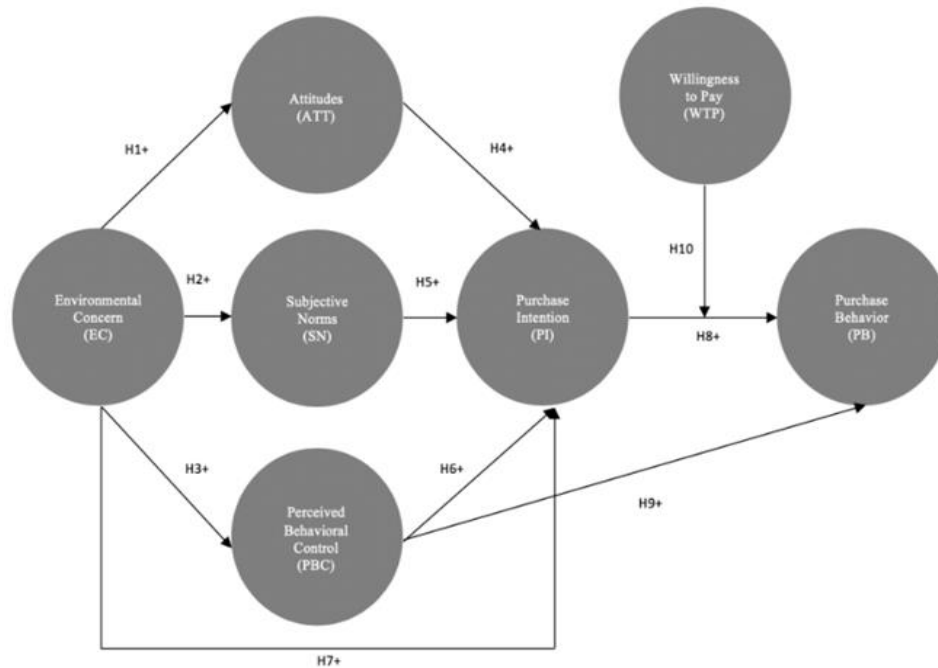 Attitudes
(ATT)
Willingness
to Pay
(WTP)
H1+
H4+
H10
Environmental
Concern
(EC)
H2+
Subjective
Norms
(SN)
H5+
Purchase
Intention
(PI)
H8+
Purchase
Behavior
(PB)
H3+
H6+
H9+
Perceived
Behavioral
Control
(PBC)
H7+